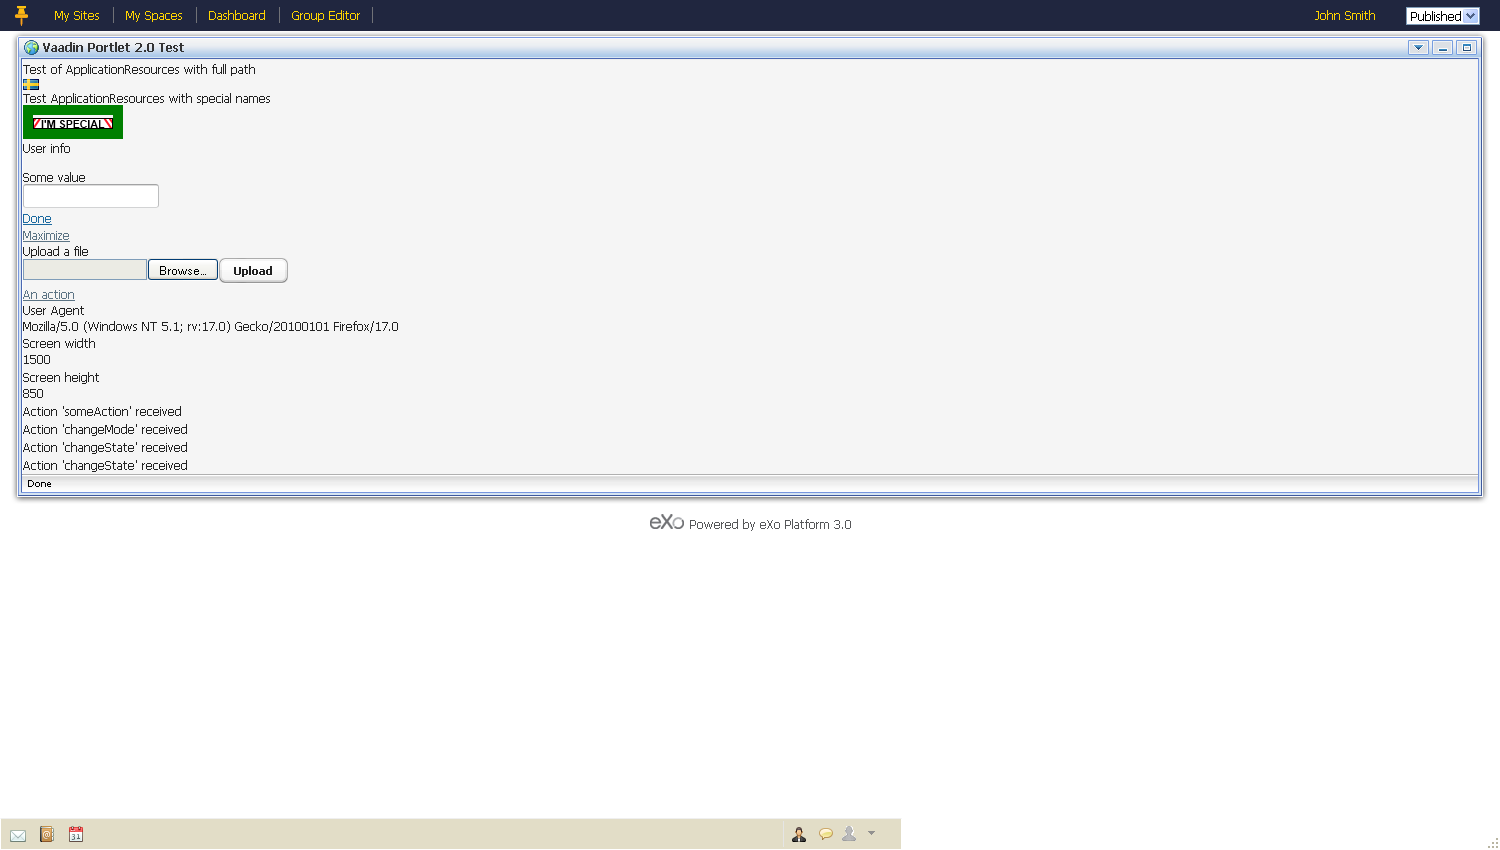 My Sites My Spaces Dashboard Group Editor John Smith Published
Vaadin Portlet 2.0 Test
Test of ApplicationResources with full path
Test ApplicationResources with special names
I'M SPECIAL
User info
Some value
Done
Maximize
Upload a file
Browse... Upload
An action
User Agent
Mozilla/5.0 (Windows NT 5.1; rv:17.0) Gecko/20100101 Firefox/17.0
Screen width
1500
Screen height
850
Action 'someAction' received
Action 'changeMode' received
Action 'changeState' received
Action 'changeState' received
Done
eXo Powered by eXo Platform 3.0
31